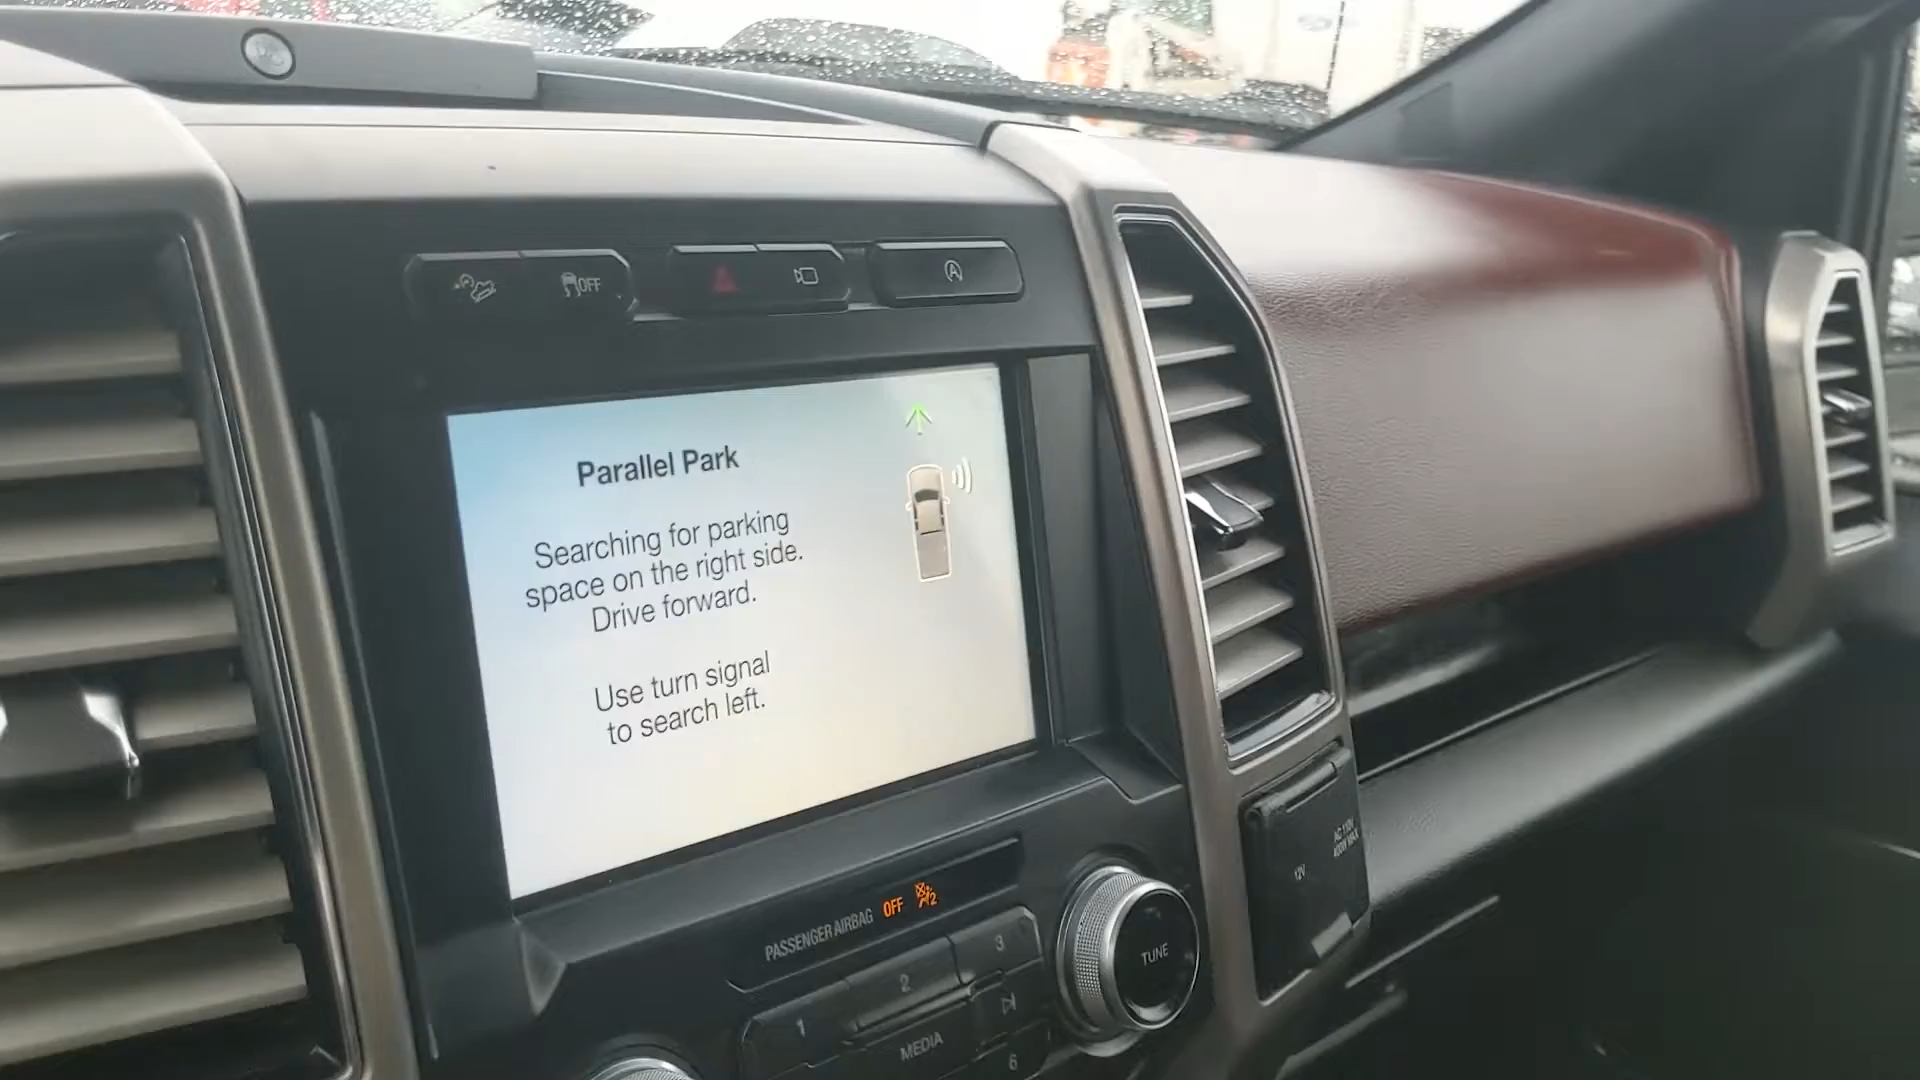 OFF
Parallel Park
Searching for parking
space on the right side.
Drive forward.
Use turn signal
to search left.
PASSENGER AIRBAG OFF 2
1 2 3
MEDIA
6
TUNE
12V
AC 110V
400W MAX